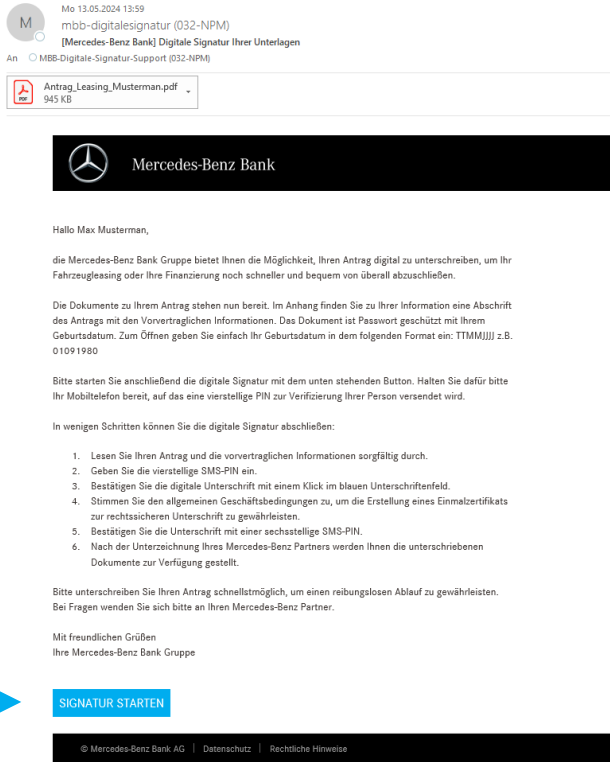 M
Mo 13.05.2024 13:59
mbb-digitalesignatur (032-NPM)
[Mercedes-Benz Bank] Digitale Signatur Ihrer Unterlagen
An MBB-Digitale-Signatur-Support (032-NPM)
PDF
Antrag_Leasing_Musterman.pdf
945 KB
Mercedes-Benz Bank
Hallo Max Musterman,
die Mercedes-Benz Bank Gruppe bietet Ihnen die Möglichkeit, Ihren Antrag digital zu unterschreiben, um Ihr
Fahrzeugleasing oder Ihre Finanzierung noch schneller und bequem von überall abzuschließen.
Die Dokumente zu Ihrem Antrag stehen nun bereit. Im Anhang finden Sie zu Ihrer Information eine Abschrift
des Antrags mit den Vorvertraglichen Informationen. Das Dokument ist Passwort geschützt mit Ihrem
Geburtsdatum. Zum Öffnen geben Sie einfach Ihr Geburtsdatum in dem folgenden Format ein: TTMMJJJJ z.B.
01091980
Bitte starten Sie anschließend die digitale Signatur mit dem unten stehenden Button. Halten Sie dafür bitte
Ihr Mobiltelefon bereit, auf das eine vierstellige PIN zur Verifizierung Ihrer Person versendet wird.
In wenigen Schritten können Sie die digitale Signatur abschließen:
1. Lesen Sie Ihren Antrag und die vorvertraglichen Informationen sorgfältig durch.
2. Geben Sie die vierstellige SMS-PIN ein.
3. Bestätigen Sie die digitale Unterschrift mit einem Klick im blauen Unterschriftenfeld.
4. Stimmen Sie den allgemeinen Geschäftsbedingungen zu, um die Erstellung eines Einmalzertifikats
zur rechtssicheren Unterschrift zu gewährleisten.
5. Bestätigen Sie die Unterschrift mit einer sechsstellige SMS-PIN.
6. Nach der Unterzeichnung Ihres Mercedes-Benz Partners werden Ihnen die unterschriebenen
Dokumente zur Verfügung gestellt.
Bitte unterschreiben Sie Ihren Antrag schnellstmöglich, um einen reibungslosen Ablauf zu gewährleisten.
Bei Fragen wenden Sie sich bitte an Ihren Mercedes-Benz Partner.
Mit freundlichen Grüßen
Ihre Mercedes-Benz Bank Gruppe
SIGNATUR STARTEN
© Mercedes-Benz Bank AG | Datenschutz | Rechtliche Hinweise